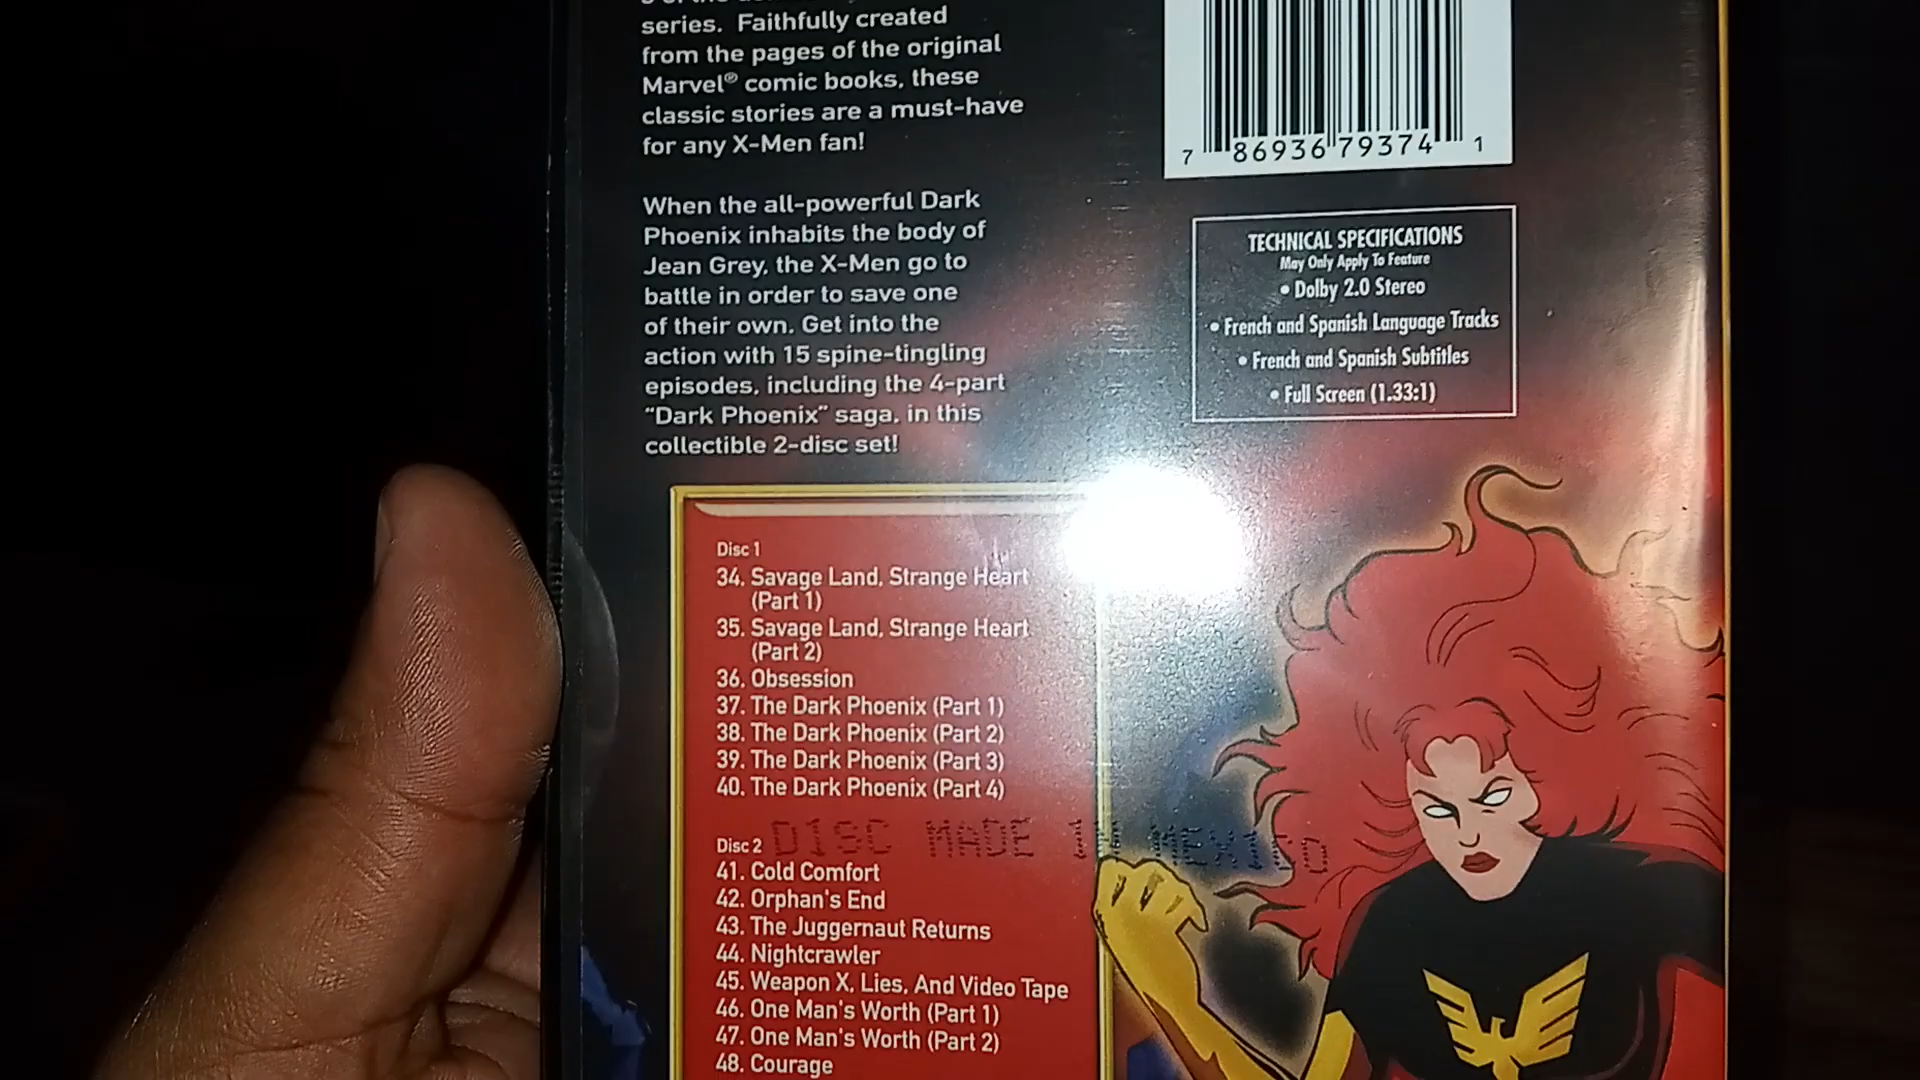 series. Faithfully created
from the pages of the original
Marvel® comic books, these
classic stories are a must-have
for any X-Men fan!
When the all-powerful Dark
Phoenix inhabits the body of
Jean Grey, the X-Men go to
battle in order to save one
of their own. Get into the
action with 15 spine-tingling
episodes, including the 4-part
“Dark Phoenix” saga, in this
collectible 2-disc set!
7 86936 79374 1
TECHNICAL SPECIFICATIONS
May Only Apply To Feature
• Dolby 2.0 Stereo
• French and Spanish Language Tracks
• French and Spanish Subtitles
• Full Screen (1.33:1)
Disc 1
34. Savage Land, Strange Heart
(Part 1)
35. Savage Land, Strange Heart
(Part 2)
36. Obsession
37. The Dark Phoenix (Part 1)
38. The Dark Phoenix (Part 2)
39. The Dark Phoenix (Part 3)
40. The Dark Phoenix (Part 4)
DISC MADE IN MEXICO
Disc 2
41. Cold Comfort
42. Orphan's End
43. The Juggernaut Returns
44. Nightcrawler
45. Weapon X, Lies, And Video Tape
46. One Man's Worth (Part 1)
47. One Man's Worth (Part 2)
48. Courage